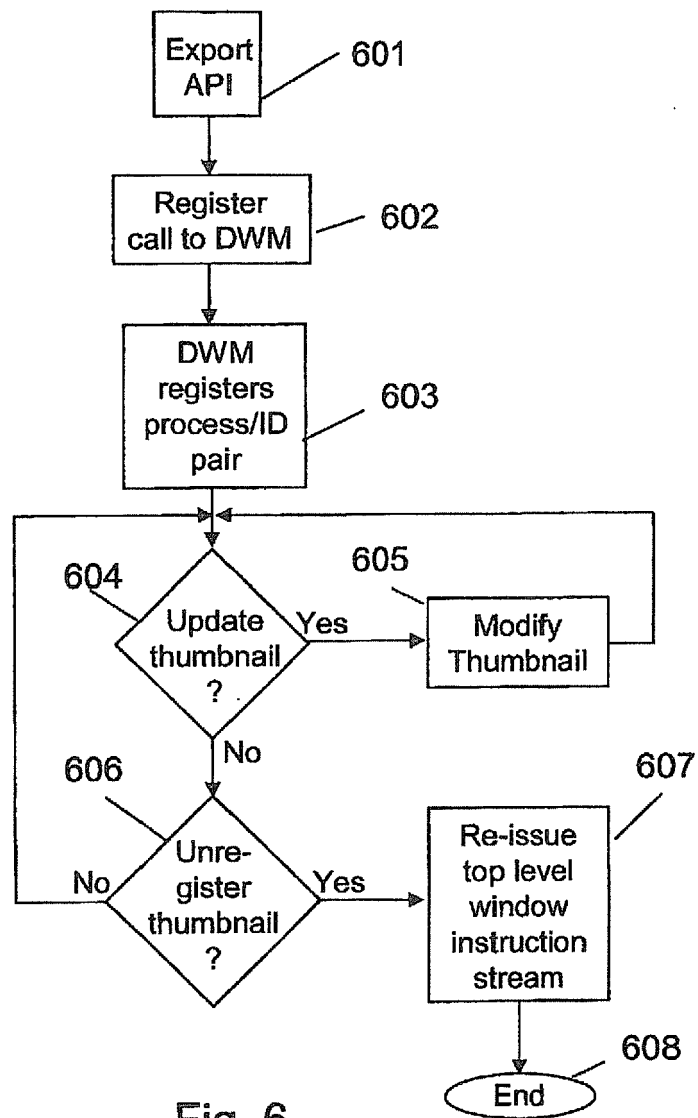 Export
API
601
Register
call to DWM
602
DWM
registers
process/ID
pair
603
604
Update
thumbnail
?
Yes
605
Modify
Thumbnail
No
606
Unre-
gister
thumbnail
?
No
Yes
607
Re-issue
top level
window
instruction
stream
608
End
Fig. 6